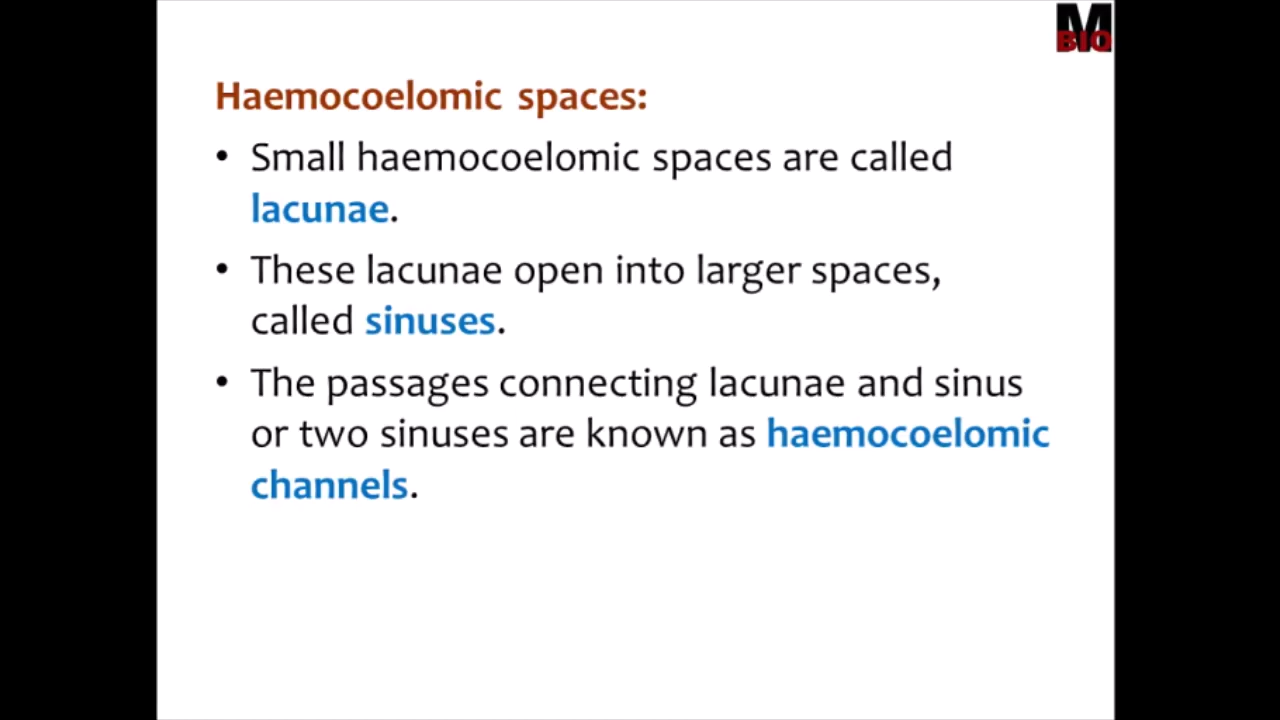 M
BIO
Haemocoelomic spaces:
• Small haemocoelomic spaces are called
lacunae.
• These lacunae open into larger spaces,
called sinuses.
• The passages connecting lacunae and sinus
or two sinuses are known as haemocoelomic
channels.